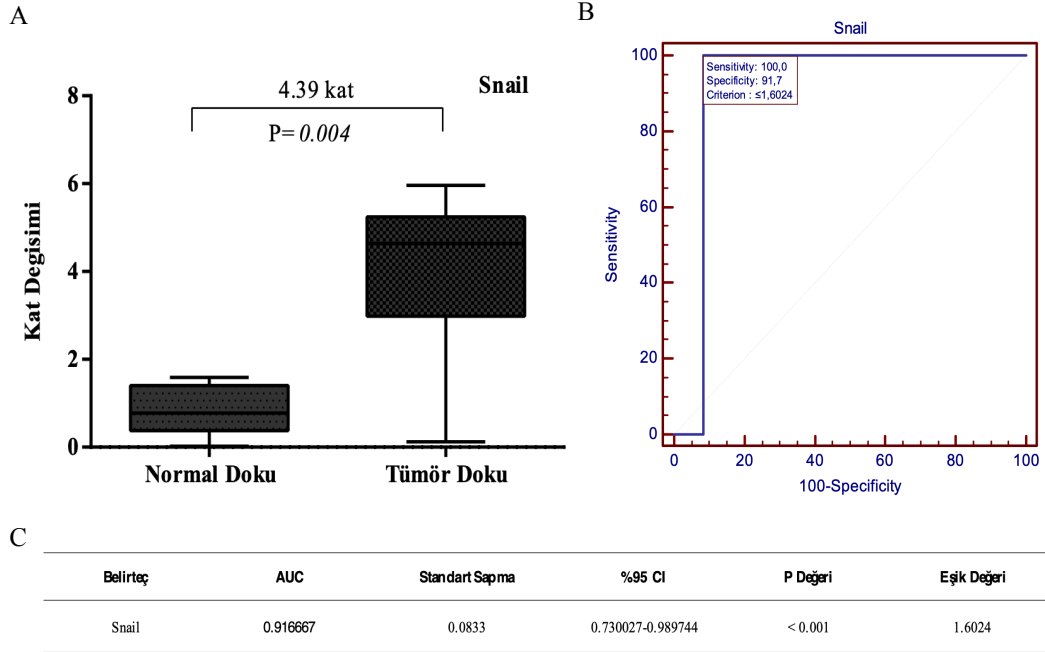 A
Snail
4.39 kat
P= 0.004
Kat Degisimi
8
6
4
2
0
Normal Doku
Tümör Doku
B
Snail
Sensitivity: 100,0
Specificity: 91,7
Criterion : ≤1,6024
Sensitivity
100
80
60
40
20
0
0 20 40 60 80 100
100-Specificity
C
Belirteç AUC Standart Sapma %95 CI P Değeri Eşik Değeri
Snail 0.916667 0.0833 0.730027-0.989744 < 0.001 1.6024